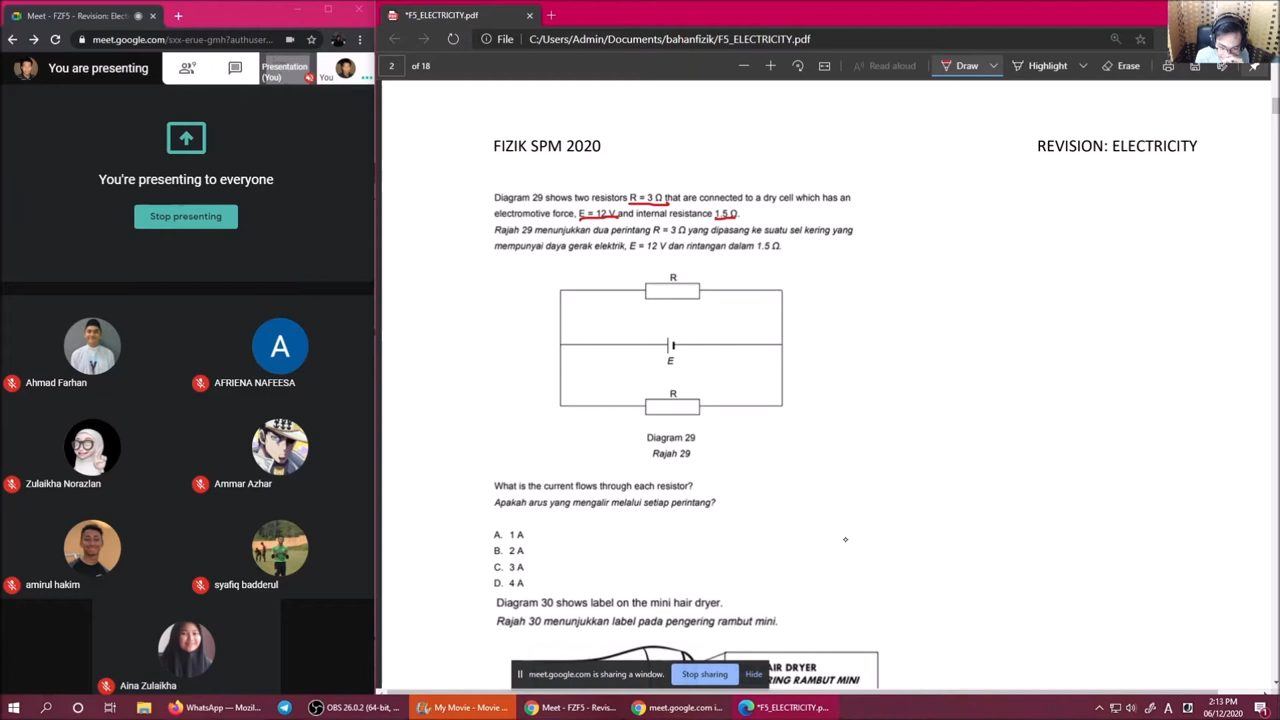 Meet - FZF5 - Revision: Elect
*F5_ELECTRICITY.pdf
meet.google.com/sxx-erue-gmh?authuser
File C:/Users/Admin/Documents/bahanfizik/F5_ELECTRICITY.pdf
You are presenting
9
Presentation
(You)
You
2 of 18
Read aloud
Draw
Highlight
Erase
You're presenting to everyone
Stop presenting
Ahmad Farhan
A
AFRIENA NAFEESA
Zulaikha Norazlan
Ammar Azhar
amirul hakim
syafiq badderul
Aina Zulaikha
FIZIK SPM 2020
REVISION: ELECTRICITY
Diagram 29 shows two resistors R = 3 Ω that are connected to a dry cell which has an
electromotive force, E = 12 V and internal resistance 1.5 Ω.
Rajah 29 menunjukkan dua perintang R = 3 Ω yang dipasang ke suatu sel kering yang
mempunyai daya gerak elektrik, E = 12 V dan rintangan dalam 1.5 Ω.
R
E
R
Diagram 29
Rajah 29
What is the current flows through each resistor?
Apakah arus yang mengalir melalui setiap perintang?
A. 1 A
B. 2 A
C. 3 A
D. 4 A
Diagram 30 shows label on the mini hair dryer.
Rajah 30 menunjukkan label pada pengering rambut mini.
AIR DRYER
RING RAMBUT MINI
meet.google.com is sharing a window.
Stop sharing
Hide
WhatsApp — Mozil...
OBS 26.0.2 (64-bit, ...
My Movie - Movie ...
Meet - FZF5 - Revis...
meet.google.com i...
*F5_ELECTRICITY.p...
2:13 PM
06/12/2020